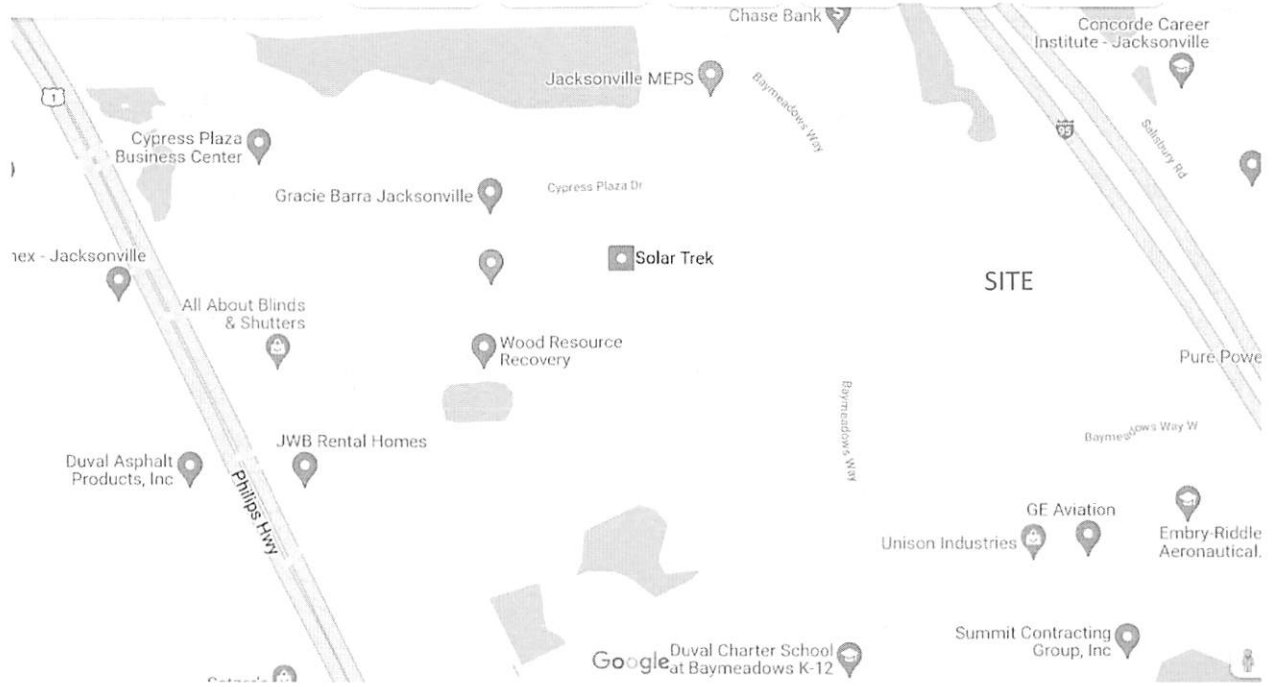 Chase Bank
Concorde Career
Institute - Jacksonville
Jacksonville MEPS
Baymeadows Way
1
95
Salisbury Rd
Cypress Plaza
Business Center
Gracie Barra Jacksonville
Cypress Plaza Dr
nex - Jacksonville
Solar Trek
SITE
All About Blinds
& Shutters
Wood Resource
Recovery
Pure Powe
Baymeadows Way
JWB Rental Homes
Duval Asphalt
Products, Inc
Philips Hwy
GE Aviation
Unison Industries
Embry-Riddle
Aeronautical.
Summit Contracting
Group, Inc
Google
Duval Charter School
at Baymeadows K-12